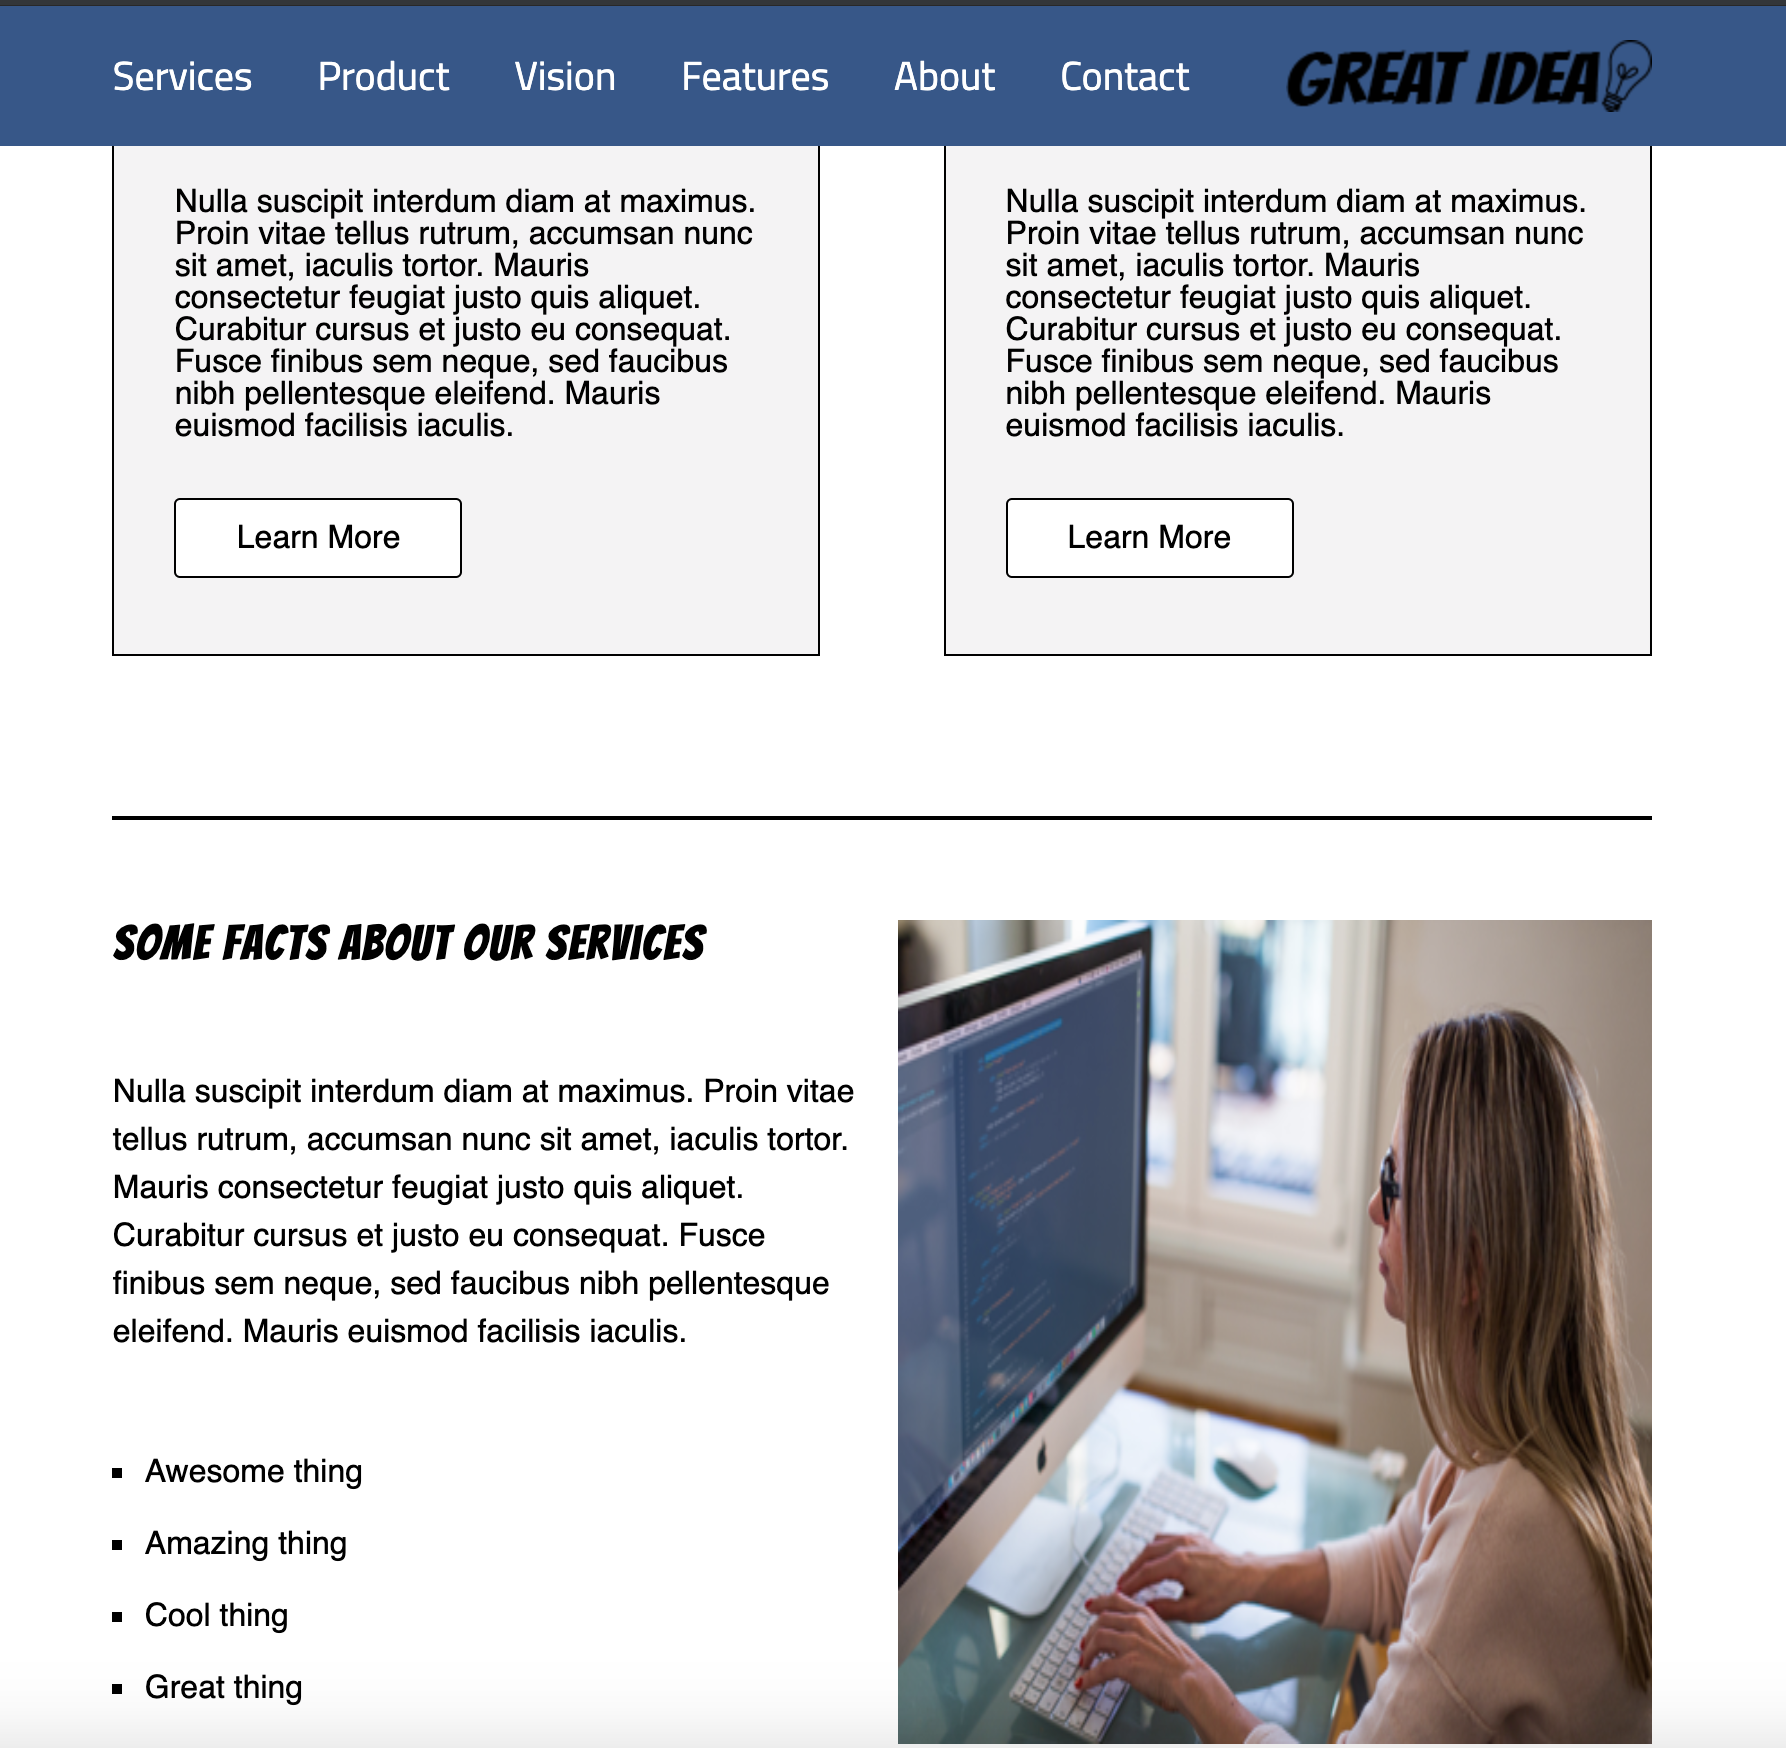 Services Product Vision Features About Contact GREAT IDEA
Nulla suscipit interdum diam at maximus.
Proin vitae tellus rutrum, accumsan nunc
sit amet, iaculis tortor. Mauris
consectetur feugiat justo quis aliquet.
Curabitur cursus et justo eu consequat.
Fusce finibus sem neque, sed faucibus
nibh pellentesque eleifend. Mauris
euismod facilisis iaculis.
Learn More
Nulla suscipit interdum diam at maximus.
Proin vitae tellus rutrum, accumsan nunc
sit amet, iaculis tortor. Mauris
consectetur feugiat justo quis aliquet.
Curabitur cursus et justo eu consequat.
Fusce finibus sem neque, sed faucibus
nibh pellentesque eleifend. Mauris
euismod facilisis iaculis.
Learn More
SOME FACTS ABOUT OUR SERVICES
Nulla suscipit interdum diam at maximus. Proin vitae
tellus rutrum, accumsan nunc sit amet, iaculis tortor.
Mauris consectetur feugiat justo quis aliquet.
Curabitur cursus et justo eu consequat. Fusce
finibus sem neque, sed faucibus nibh pellentesque
eleifend. Mauris euismod facilisis iaculis.
Awesome thing
Amazing thing
Cool thing
Great thing